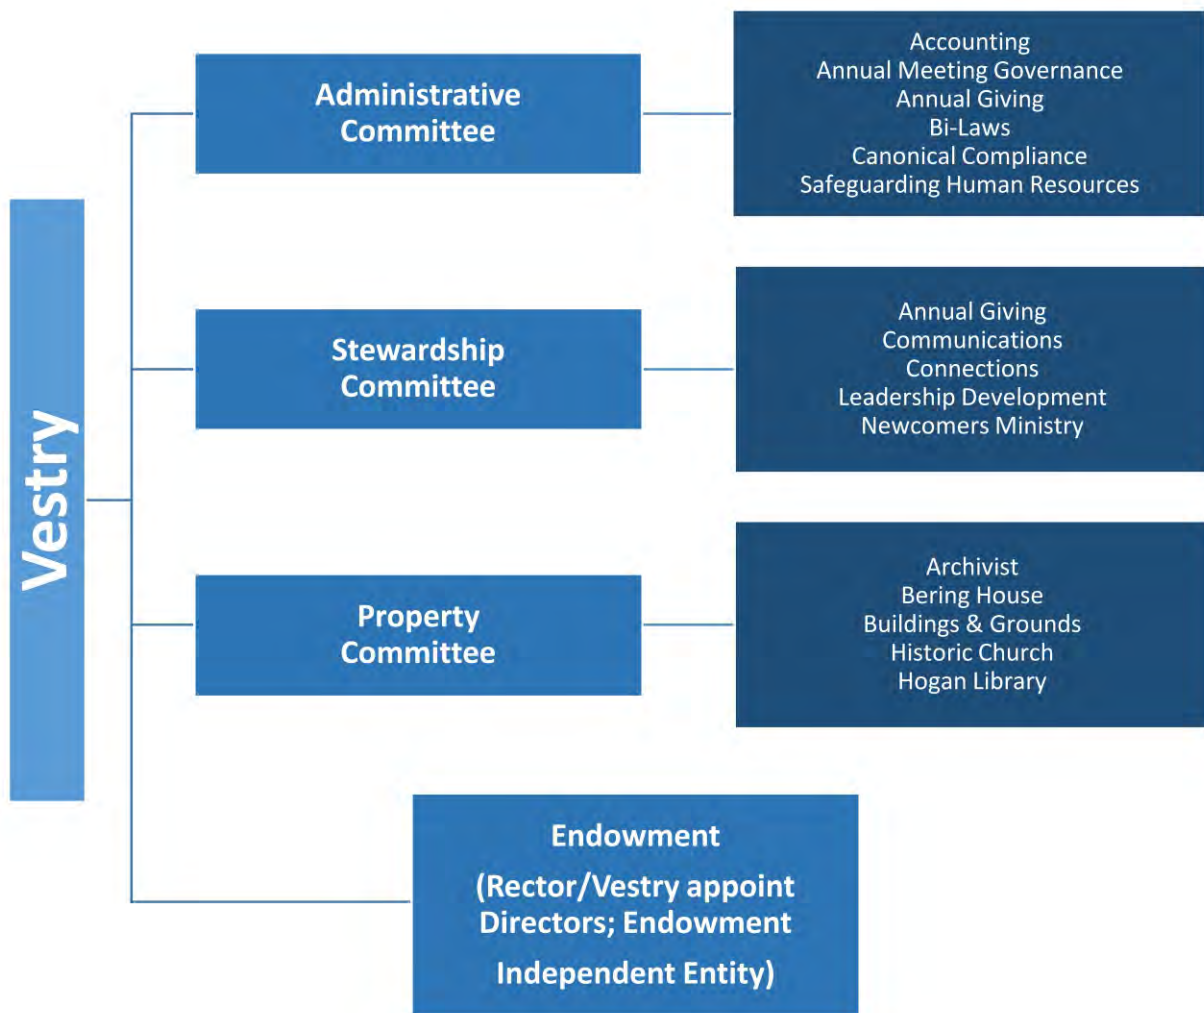 Vestry
Administrative
Committee
Accounting
Annual Meeting Governance
Annual Giving
Bi-Laws
Canonical Compliance
Safeguarding Human Resources
Stewardship
Committee
Annual Giving
Communications
Connections
Leadership Development
Newcomers Ministry
Property
Committee
Archivist
Bering House
Buildings & Grounds
Historic Church
Hogan Library
Endowment
(Rector/Vestry appoint
Directors; Endowment
Independent Entity)